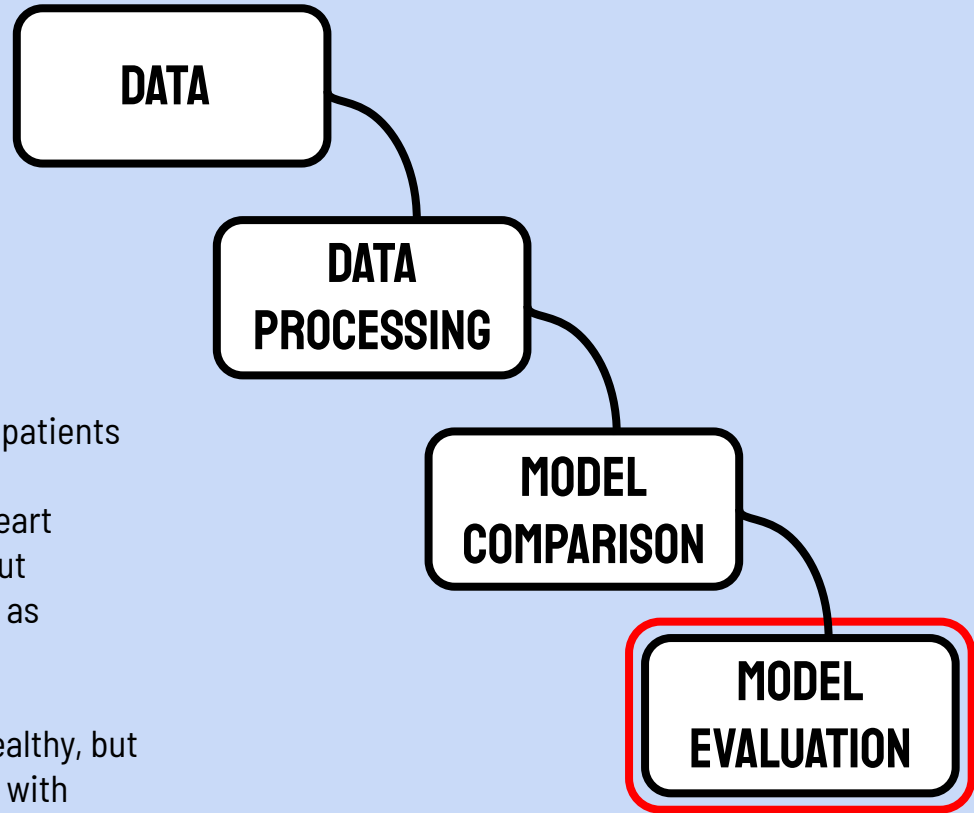 DATA
DATA
PROCESSING
patients
MODEL
COMPARISON
eart
ut
as
MODEL
EVALUATION
ealthy, but
with